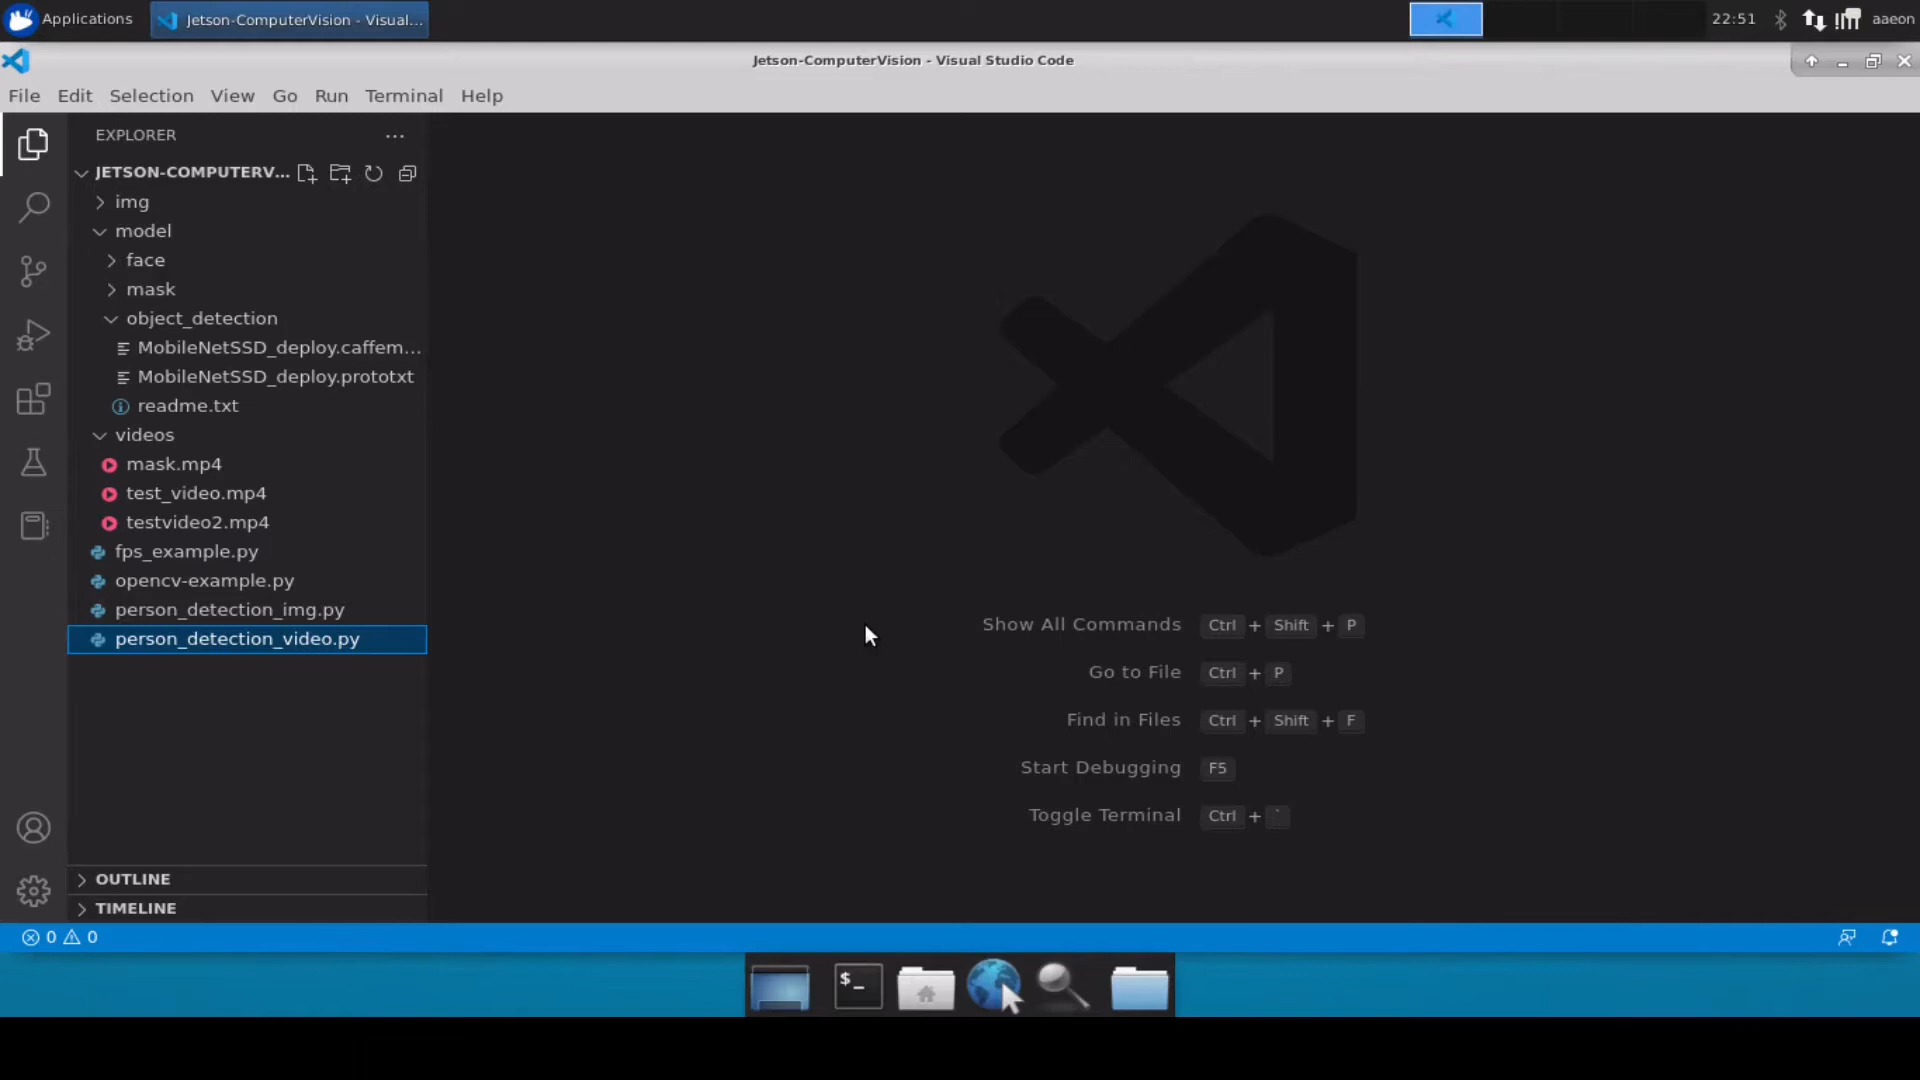 Applications
Jetson-ComputerVision - Visual...
22:51
aaeon
Jetson-ComputerVision - Visual Studio Code
File Edit Selection View Go Run Terminal Help
EXPLORER
JETSON-COMPUTERV...
img
model
face
mask
object_detection
MobileNetSSD_deploy.caffem...
MobileNetSSD_deploy.prototxt
readme.txt
videos
mask.mp4
test_video.mp4
testvideo2.mp4
fps_example.py
opencv-example.py
person_detection_img.py
person_detection_video.py
Show All Commands Ctrl + Shift + P
Go to File Ctrl + P
Find in Files Ctrl + Shift + F
Start Debugging F5
Toggle Terminal Ctrl + `
OUTLINE
TIMELINE
0 0
$_